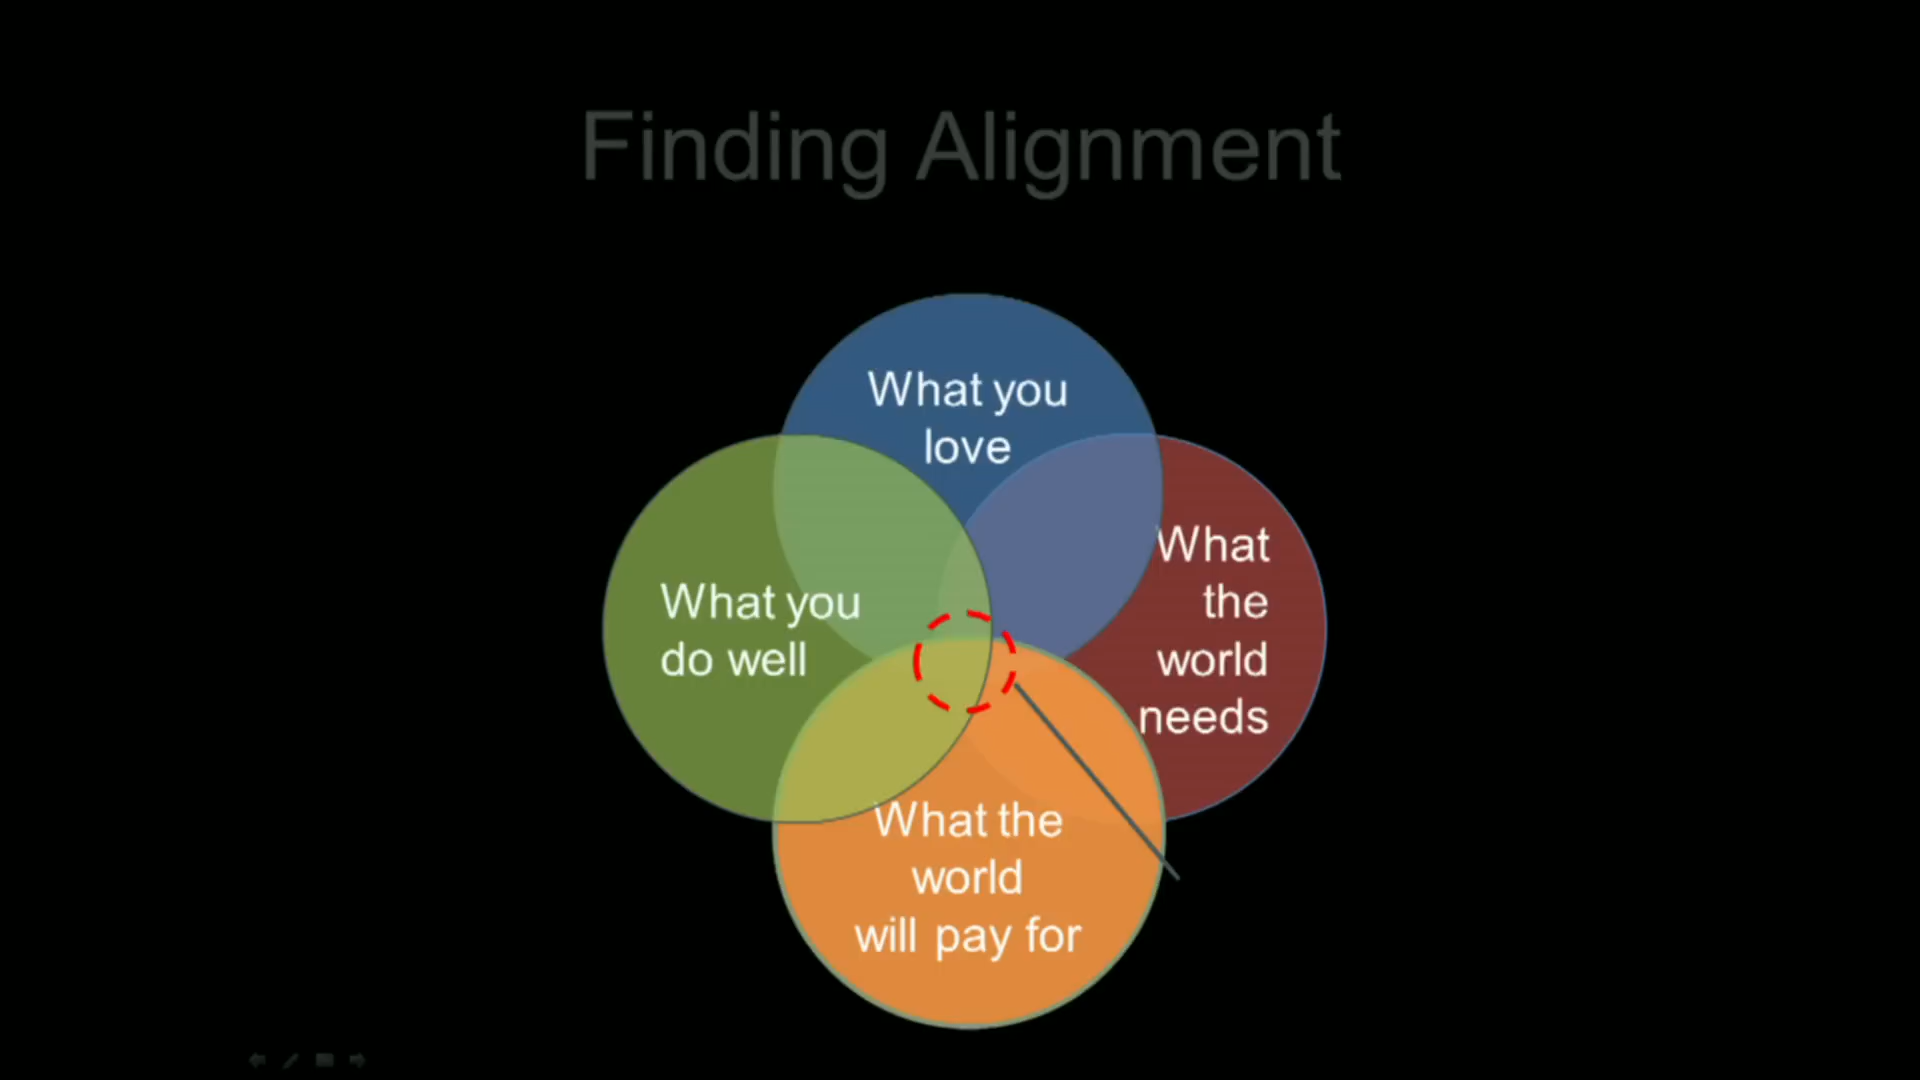 Finding Alignment
What you
love
What you
do well
What
the
world
needs
What the
world
will pay for